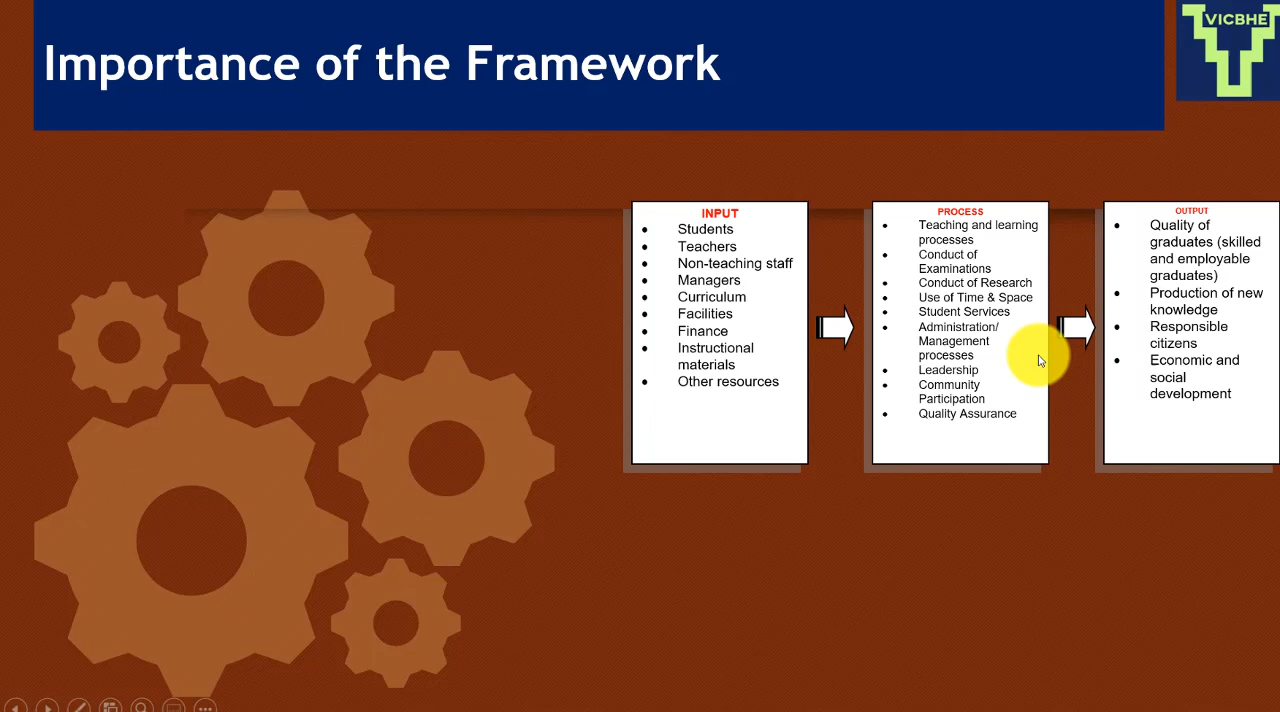 Importance of the Framework
VICBHE
INPUT
• Students
• Teachers
• Non-teaching staff
• Managers
• Curriculum
• Facilities
• Finance
• Instructional
materials
• Other resources
PROCESS
• Teaching and learning
processes
• Conduct of
Examinations
• Conduct of Research
• Use of Time & Space
• Student Services
• Administration/
Management
processes
• Leadership
• Community
Participation
• Quality Assurance
OUTPUT
• Quality of
graduates (skilled
and employable
graduates)
• Production of new
knowledge
• Responsible
citizens
• Economic and
social
development